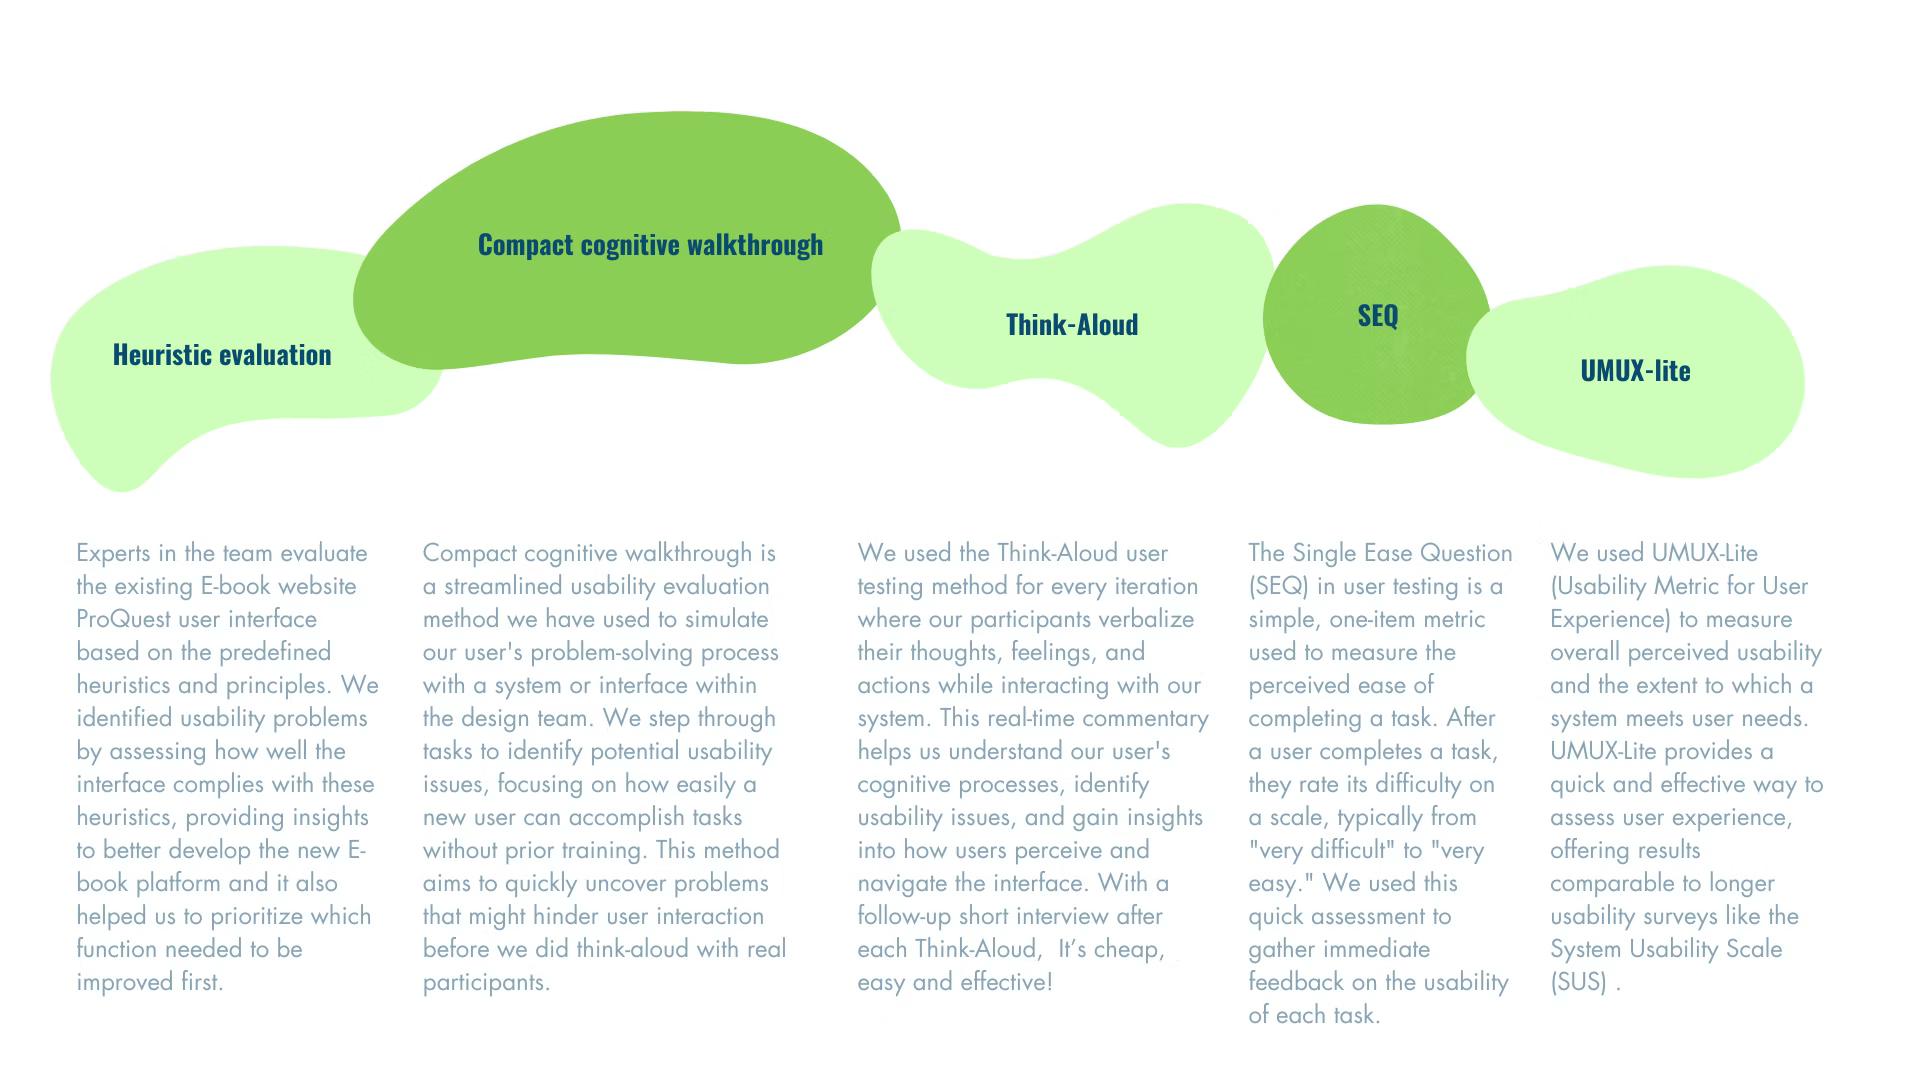 Heuristic evaluation
Compact cognitive walkthrough
Think-Aloud
SEQ
UMUX-lite
Experts in the team evaluate
the existing E-book website
ProQuest user interface
based on the predefined
heuristics and principles. We
identified usability problems
by assessing how well the
interface complies with these
heuristics, providing insights
to better develop the new E-
book platform and it also
helped us to prioritize which
function needed to be
improved first.
Compact cognitive walkthrough is
a streamlined usability evaluation
method we have used to simulate
our user's problem-solving process
with a system or interface within
the design team. We step through
tasks to identify potential usability
issues, focusing on how easily a
new user can accomplish tasks
without prior training. This method
aims to quickly uncover problems
that might hinder user interaction
before we did think-aloud with real
participants.
We used the Think-Aloud user
testing method for every iteration
where our participants verbalize
their thoughts, feelings, and
actions while interacting with our
system. This real-time commentary
helps us understand our user's
cognitive processes, identify
usability issues, and gain insights
into how users perceive and
navigate the interface. With a
follow-up short interview after
each Think-Aloud,  It’s cheap,
easy and effective!
The Single Ease Question
(SEQ) in user testing is a
simple, one-item metric
used to measure the
perceived ease of
completing a task. After
a user completes a task,
they rate its difficulty on
a scale, typically from
"very difficult" to "very
easy." We used this
quick assessment to
gather immediate
feedback on the usability
of each task.
We used UMUX-Lite
(Usability Metric for User
Experience) to measure
overall perceived usability
and the extent to which a
system meets user needs.
UMUX-Lite provides a
quick and effective way to
assess user experience,
offering results
comparable to longer
usability surveys like the
System Usability Scale
(SUS) .